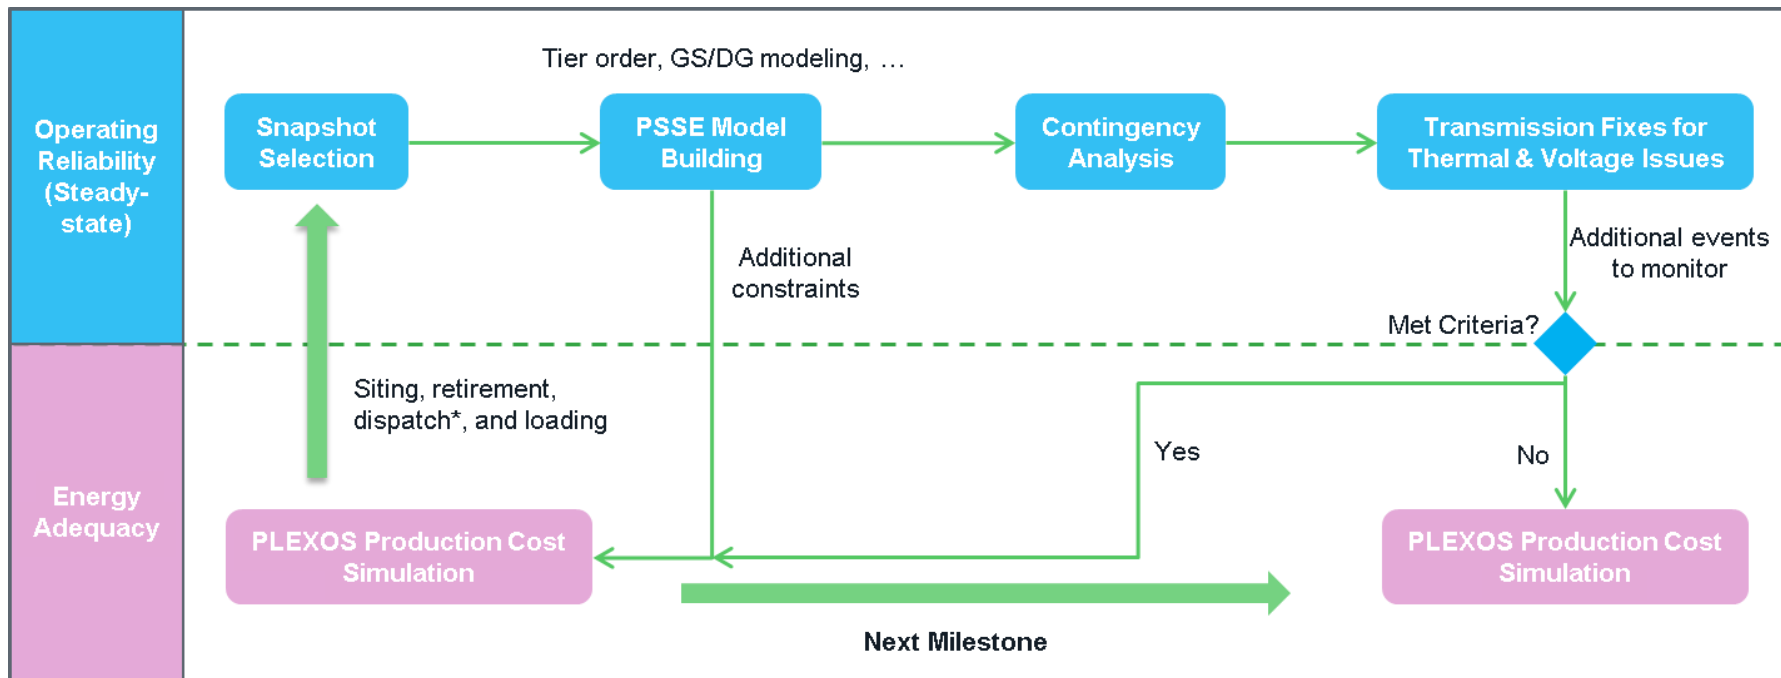 Tier order, GS/DG modeling, …
Operating
Reliability
(Steady-
state)
Snapshot
Selection
PSSE Model
Building
Contingency
Analysis
Transmission Fixes for
Thermal & Voltage Issues
Additional
constraints
Additional events
to monitor
Met Criteria?
Siting, retirement,
dispatch*, and loading
Yes
No
Energy
Adequacy
PLEXOS Production Cost
Simulation
PLEXOS Production Cost
Simulation
Next Milestone